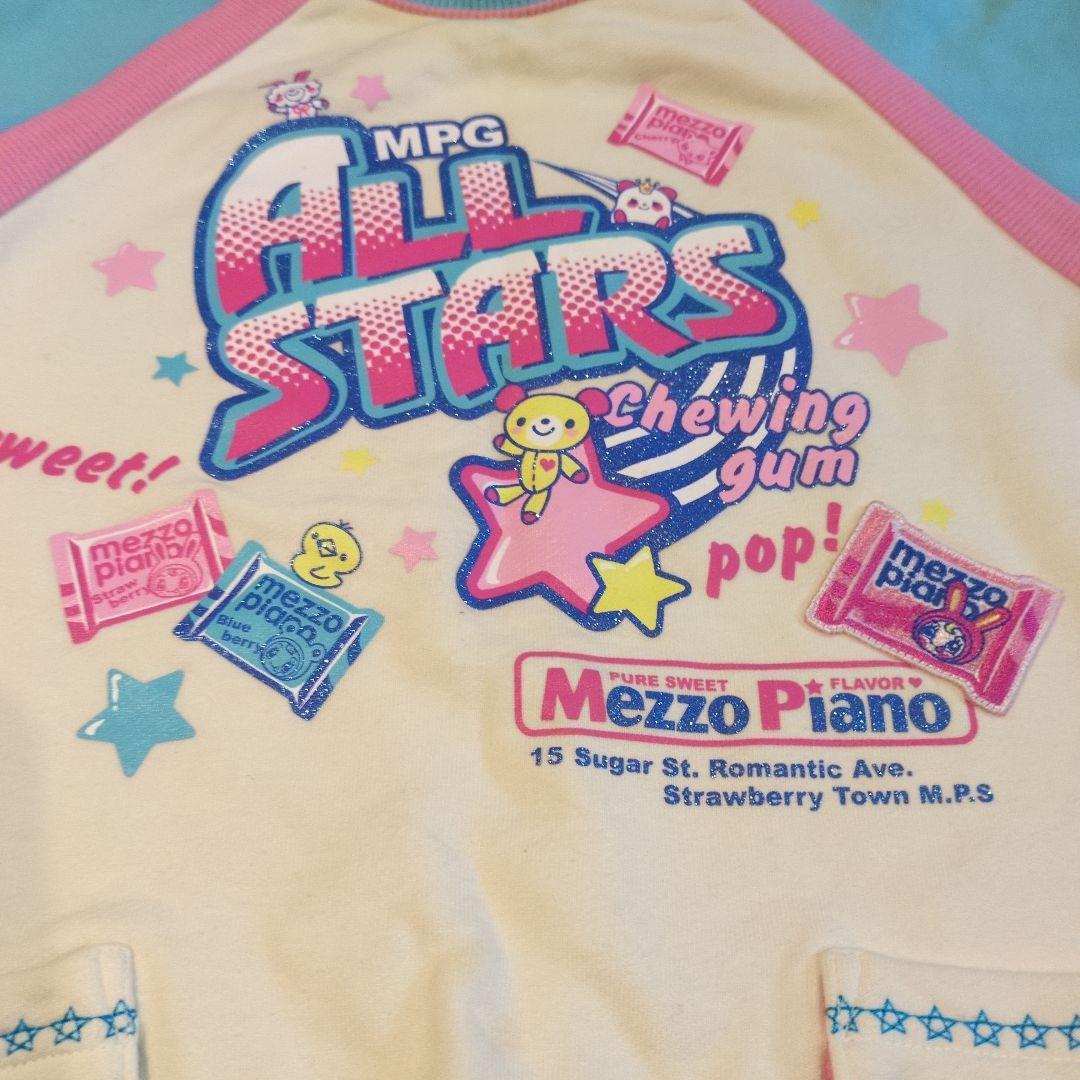 MPG
ALL
STARS
mezzo
piano
Cherry
Chewing
gum
sweet!
pop!
mezzo
piano
Straw
berry
mezzo
piano
Blue
berry
mezzo
piano
PURE SWEET FLAVOR♥
Mezzo Piano
15 Sugar St. Romantic Ave.
Strawberry Town M.P.S